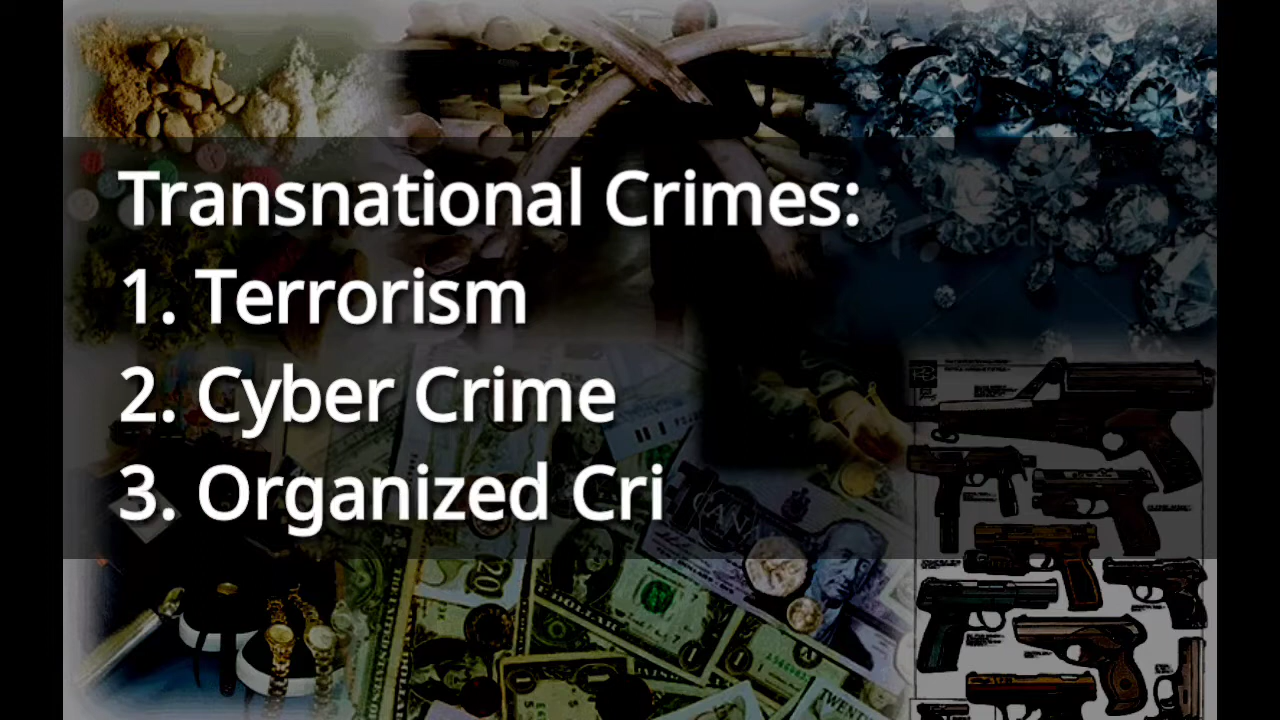 Transnational Crimes:
1. Terrorism
2. Cyber Crime
3. Organized Cri